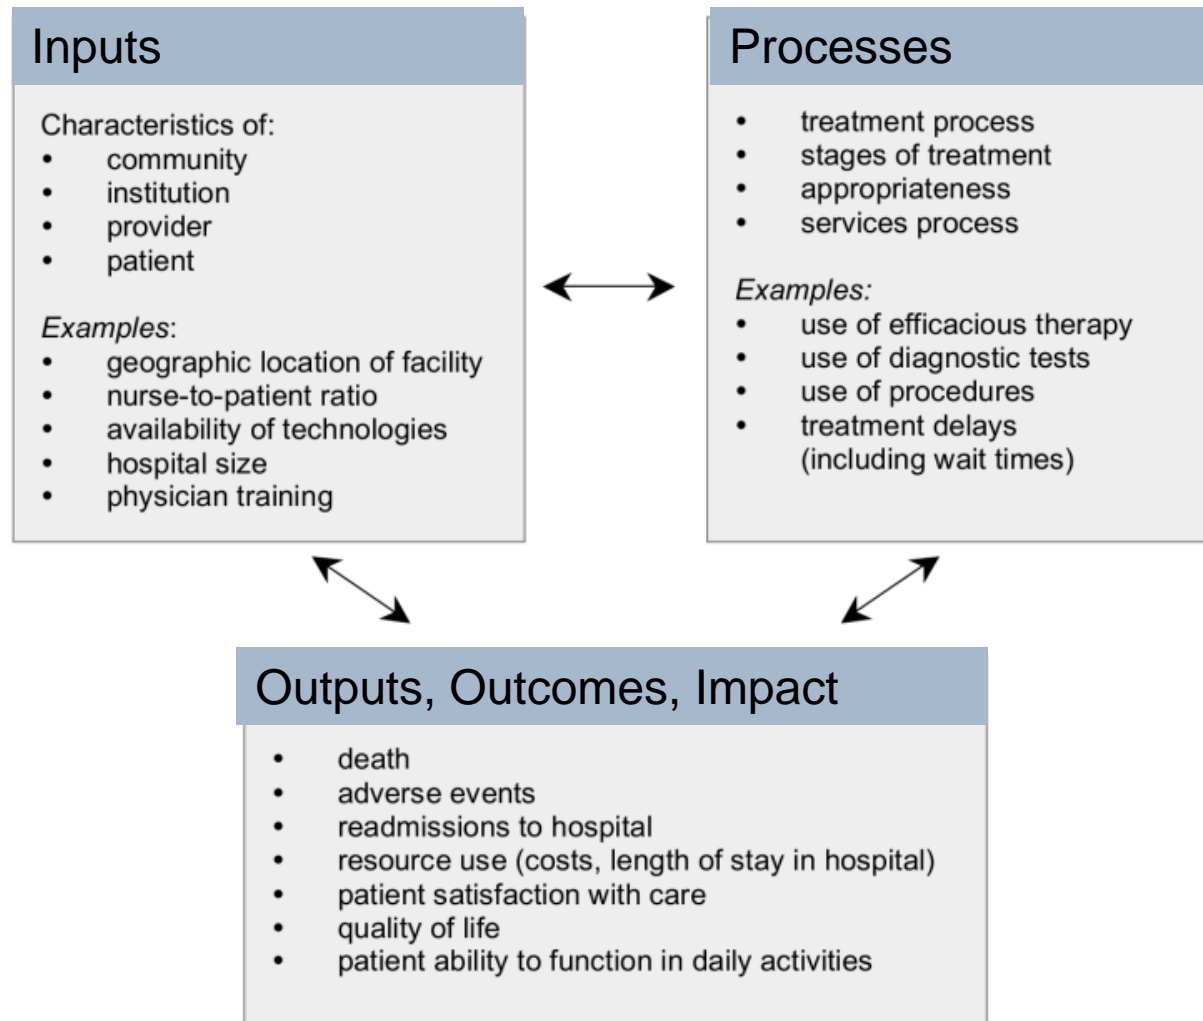 Inputs
Characteristics of:
• community
• institution
• provider
• patient
Examples:
• geographic location of facility
• nurse-to-patient ratio
• availability of technologies
• hospital size
• physician training
Processes
• treatment process
• stages of treatment
• appropriateness
• services process
Examples:
• use of efficacious therapy
• use of diagnostic tests
• use of procedures
• treatment delays
(including wait times)
Outputs, Outcomes, Impact
• death
• adverse events
• readmissions to hospital
• resource use (costs, length of stay in hospital)
• patient satisfaction with care
• quality of life
• patient ability to function in daily activities